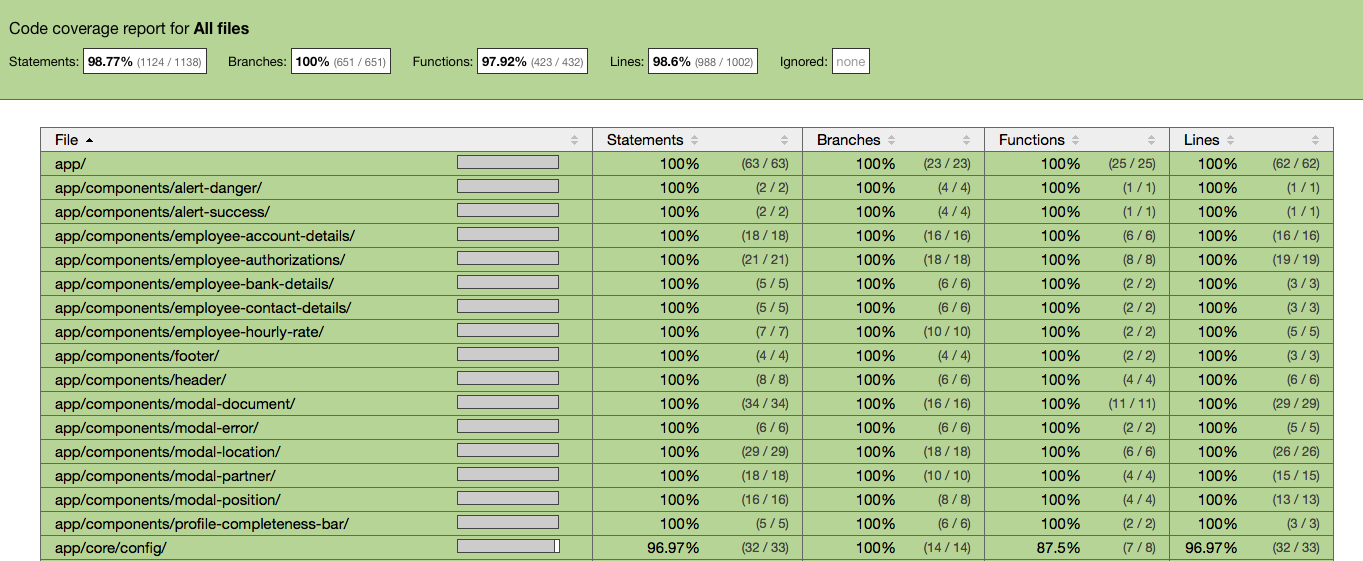 Code coverage report for All files
Statements: 98.77% (1124 / 1138) Branches: 100% (651 / 651) Functions: 97.92% (423 / 432) Lines: 98.6% (988 / 1002) Ignored: none
File Statements Branches Functions Lines
app/ 100% (63 / 63) 100% (23 / 23) 100% (25 / 25) 100% (62 / 62)
app/components/alert-danger/ 100% (2 / 2) 100% (4 / 4) 100% (1 / 1) 100% (1 / 1)
app/components/alert-success/ 100% (2 / 2) 100% (4 / 4) 100% (1 / 1) 100% (1 / 1)
app/components/employee-account-details/ 100% (18 / 18) 100% (16 / 16) 100% (6 / 6) 100% (16 / 16)
app/components/employee-authorizations/ 100% (21 / 21) 100% (18 / 18) 100% (8 / 8) 100% (19 / 19)
app/components/employee-bank-details/ 100% (5 / 5) 100% (6 / 6) 100% (2 / 2) 100% (3 / 3)
app/components/employee-contact-details/ 100% (5 / 5) 100% (6 / 6) 100% (2 / 2) 100% (3 / 3)
app/components/employee-hourly-rate/ 100% (7 / 7) 100% (10 / 10) 100% (2 / 2) 100% (5 / 5)
app/components/footer/ 100% (4 / 4) 100% (4 / 4) 100% (2 / 2) 100% (3 / 3)
app/components/header/ 100% (8 / 8) 100% (6 / 6) 100% (4 / 4) 100% (6 / 6)
app/components/modal-document/ 100% (34 / 34) 100% (16 / 16) 100% (11 / 11) 100% (29 / 29)
app/components/modal-error/ 100% (6 / 6) 100% (6 / 6) 100% (2 / 2) 100% (5 / 5)
app/components/modal-location/ 100% (29 / 29) 100% (18 / 18) 100% (6 / 6) 100% (26 / 26)
app/components/modal-partner/ 100% (18 / 18) 100% (10 / 10) 100% (4 / 4) 100% (15 / 15)
app/components/modal-position/ 100% (16 / 16) 100% (8 / 8) 100% (4 / 4) 100% (13 / 13)
app/components/profile-completeness-bar/ 100% (5 / 5) 100% (6 / 6) 100% (2 / 2) 100% (3 / 3)
app/core/config/ 96.97% (32 / 33) 100% (14 / 14) 87.5% (7 / 8) 96.97% (32 / 33)